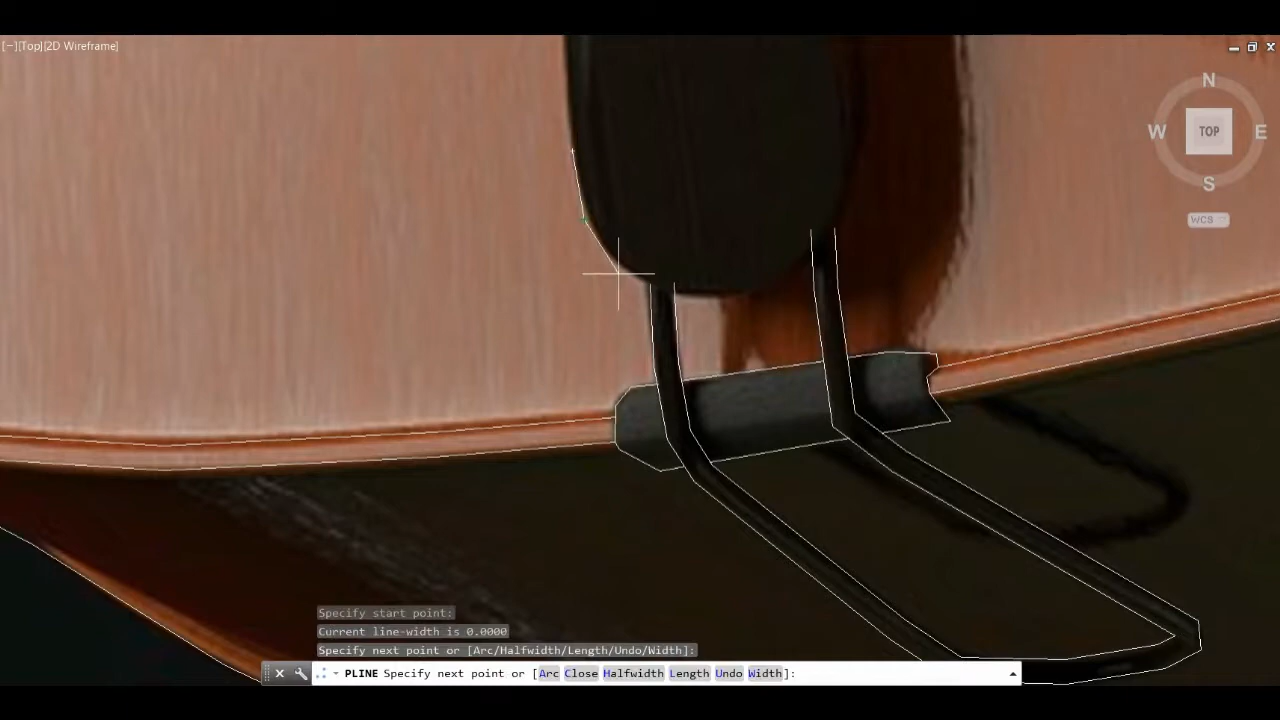 [−][Top][2D Wireframe]
N
W
TOP
E
S
WCS
Specify start point:
Current line-width is 0.0000
Specify next point or [Arc/Halfwidth/Length/Undo/Width]:
PLINE Specify next point or [Arc Close Halfwidth Length Undo Width]: